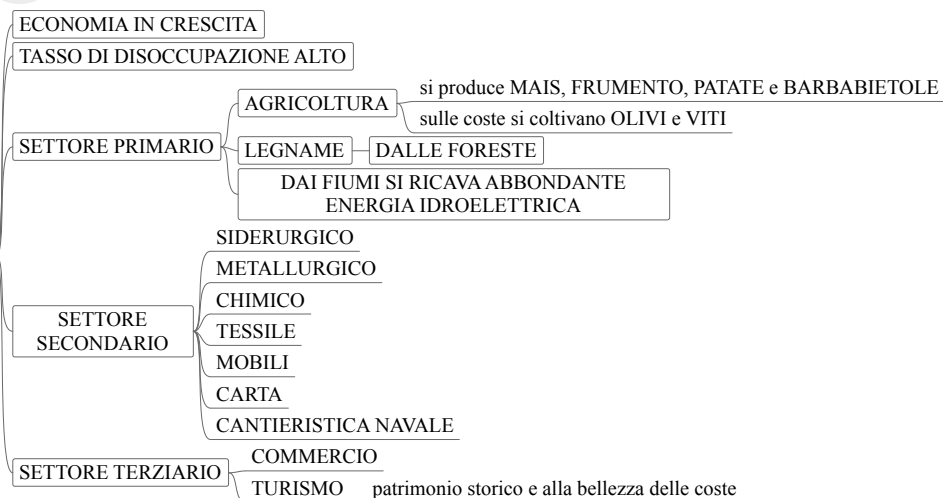 ECONOMIA IN CRESCITA
TASSO DI DISOCCUPAZIONE ALTO
SETTORE PRIMARIO
AGRICOLTURA
si produce MAIS, FRUMENTO, PATATE e BARBABIETOLE
sulle coste si coltivano OLIVI e VITI
LEGNAME
DALLE FORESTE
DAI FIUMI SI RICAVA ABBONDANTE
ENERGIA IDROELETTRICA
SETTORE
SECONDARIO
SIDERURGICO
METALLURGICO
CHIMICO
TESSILE
MOBILI
CARTA
CANTIERISTICA NAVALE
SETTORE TERZIARIO
COMMERCIO
TURISMO
patrimonio storico e alla bellezza delle coste